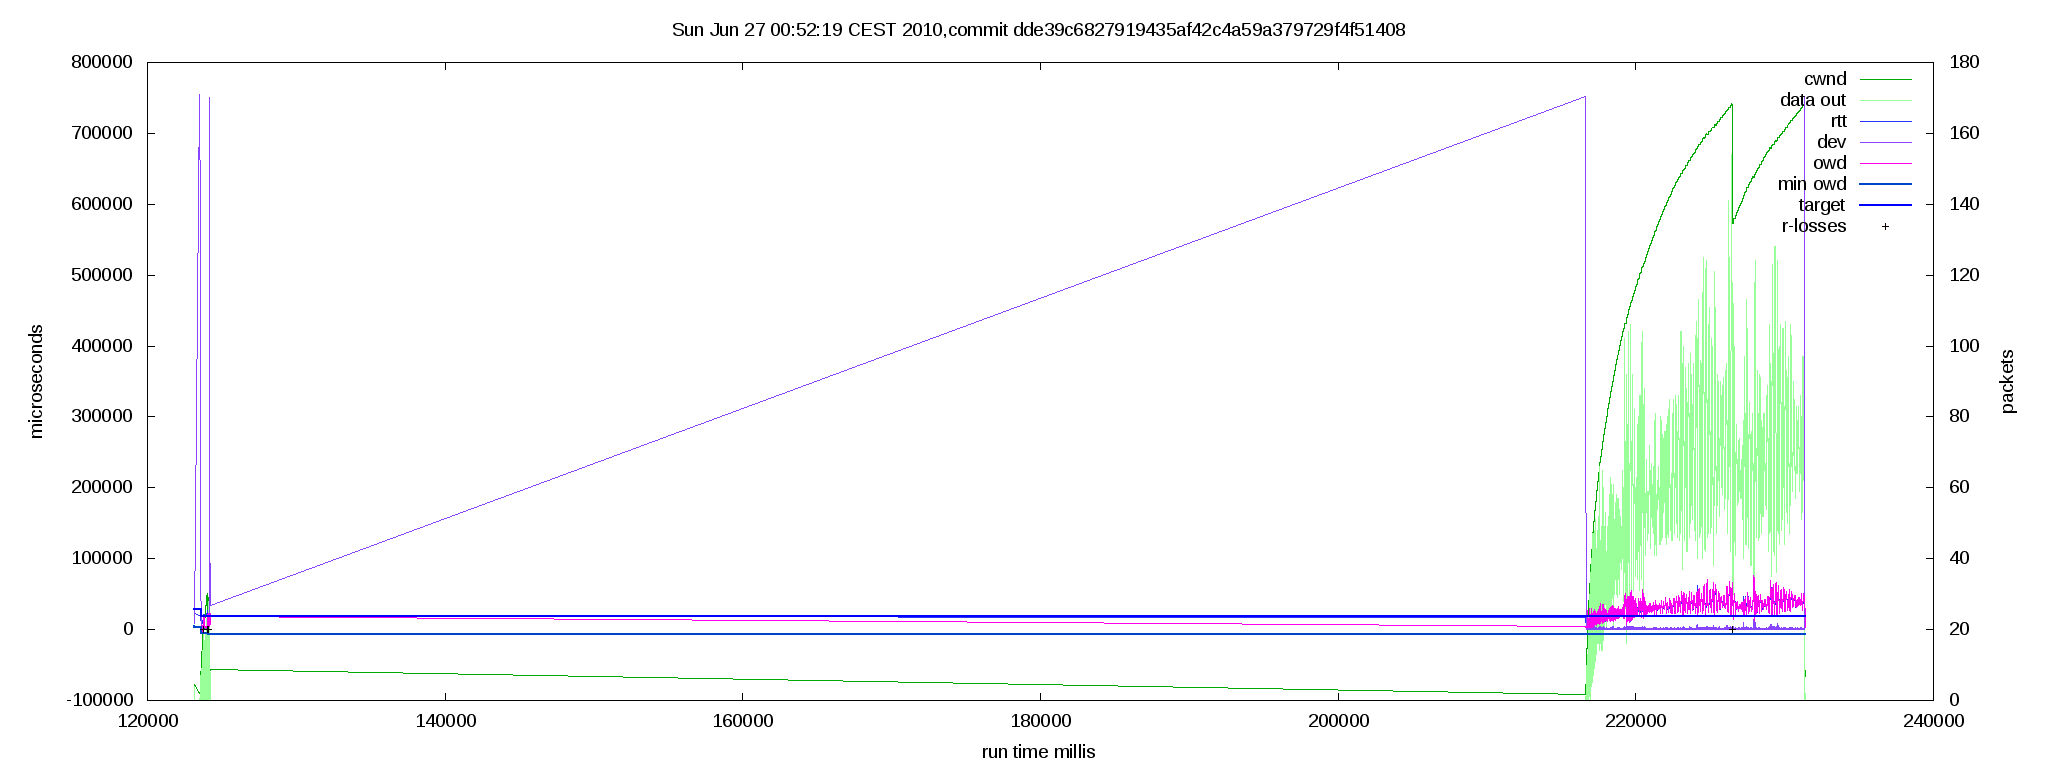 Sun Jun 27 00:52:19 CEST 2010,commit dde39c6827919435af42c4a59a379729f4f51408
800000
700000
600000
500000
400000
300000
200000
100000
0
-100000
microseconds
180
160
140
120
100
80
60
40
20
0
packets
cwnd
data out
rtt
dev
owd
min owd
target
r-losses
120000 140000 160000 180000 200000 220000 240000
run time millis